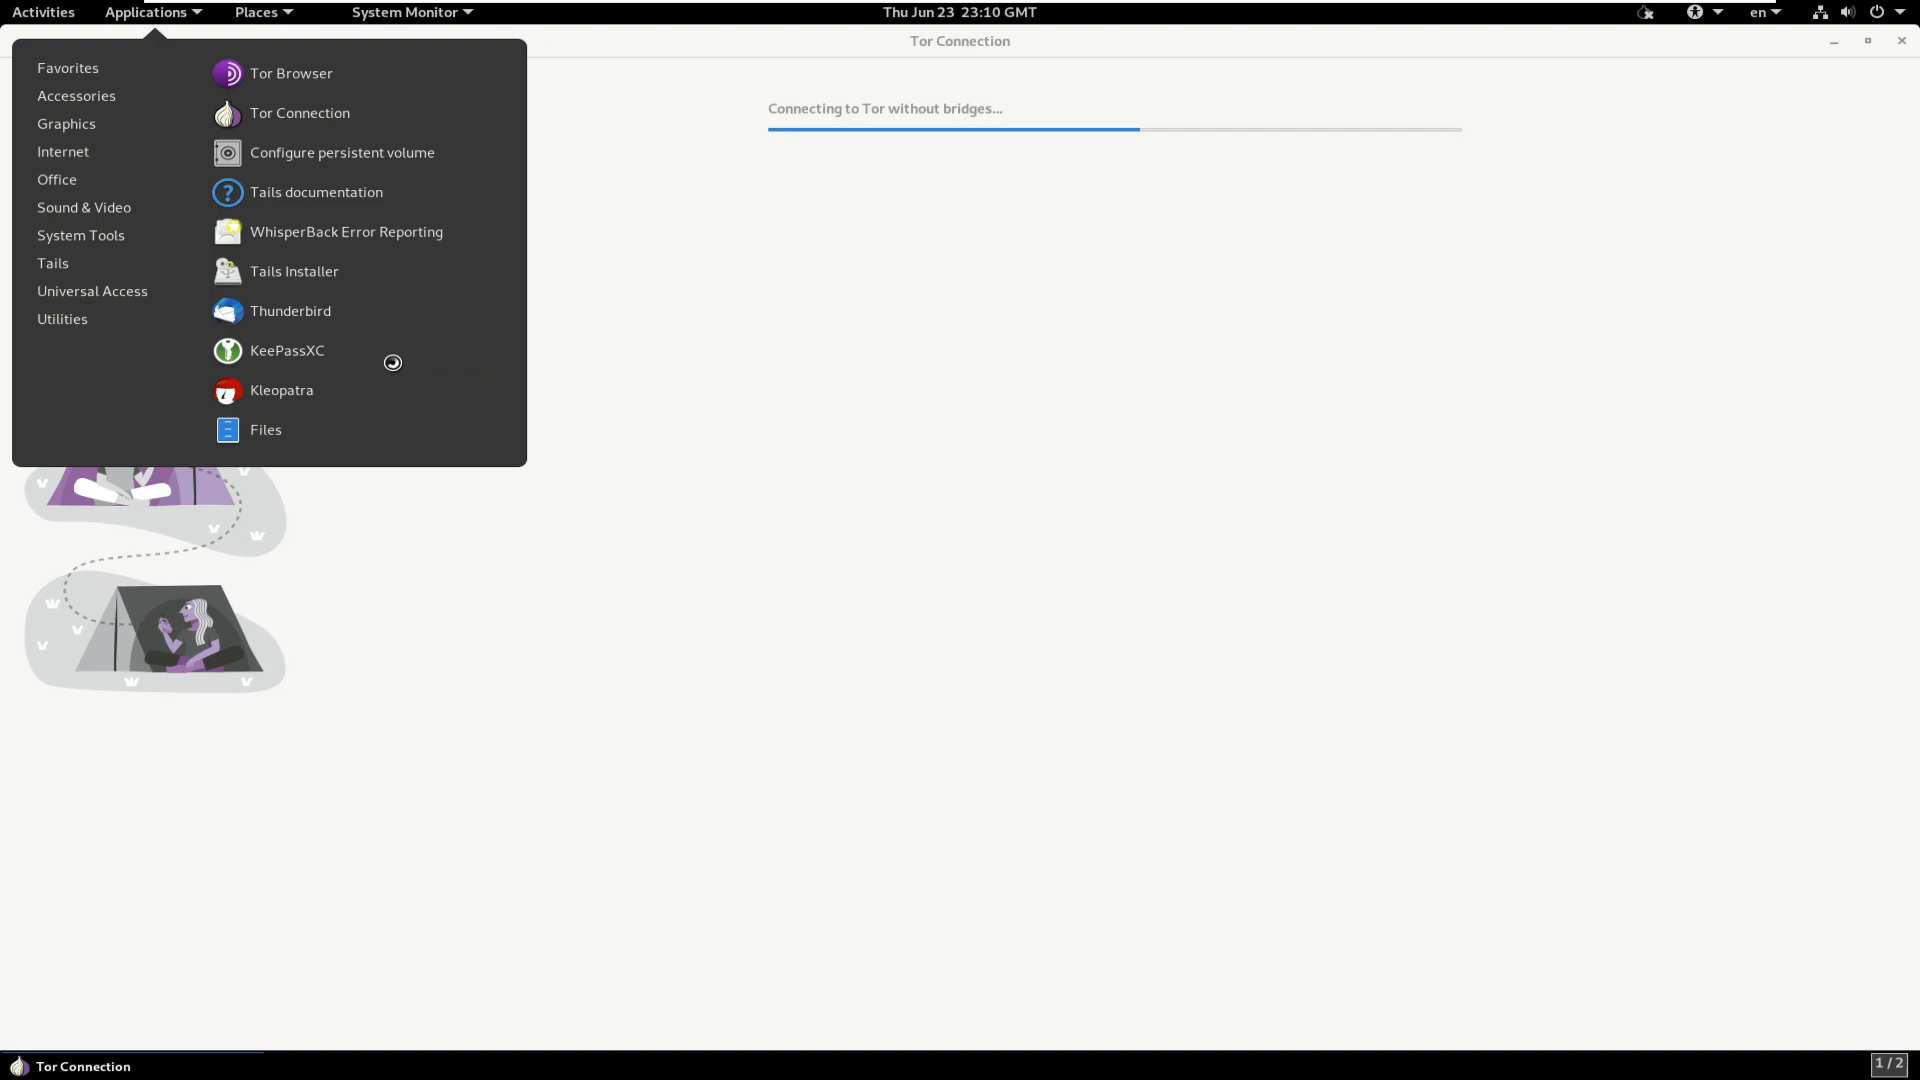 Activities Applications Places System Monitor Thu Jun 23 23:10 GMT en
Tor Connection
Favorites
Accessories
Graphics
Internet
Office
Sound & Video
System Tools
Tails
Universal Access
Utilities
Tor Browser
Tor Connection
Configure persistent volume
Tails documentation
WhisperBack Error Reporting
Tails Installer
Thunderbird
KeePassXC
Kleopatra
Files
Connecting to Tor without bridges...
Tor Connection 1 / 2